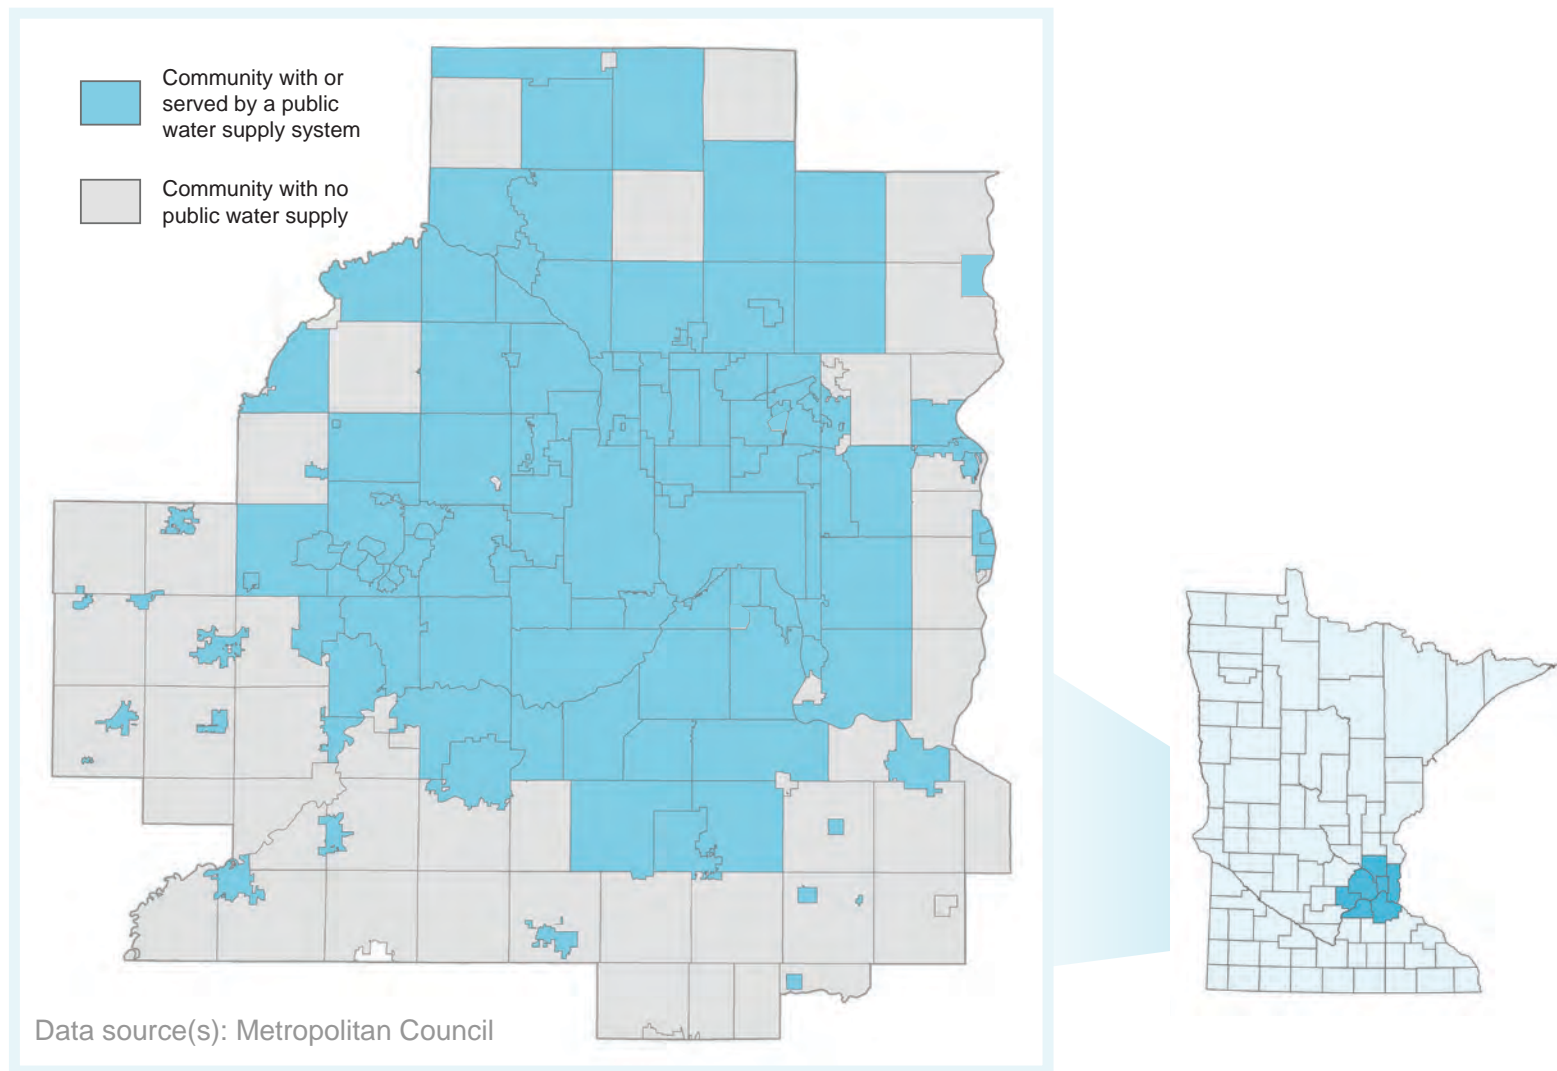 Community with or
served by a public
water supply system
Community with no
public water supply
Data source(s): Metropolitan Council